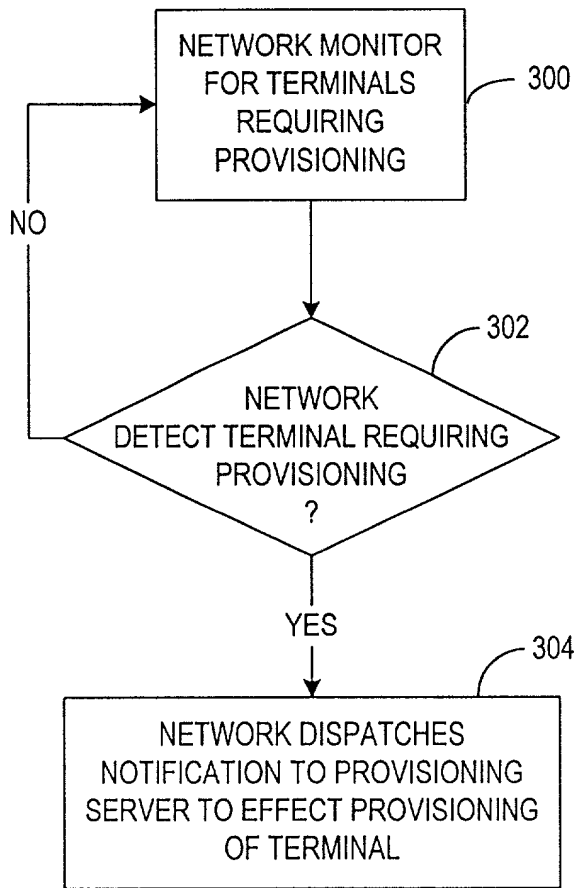 NETWORK MONITOR
FOR TERMINALS
REQUIRING
PROVISIONING
300
NO
302
NETWORK
DETECT TERMINAL REQUIRING
PROVISIONING
?
YES
304
NETWORK DISPATCHES
NOTIFICATION TO PROVISIONING
SERVER TO EFFECT PROVISIONING
OF TERMINAL